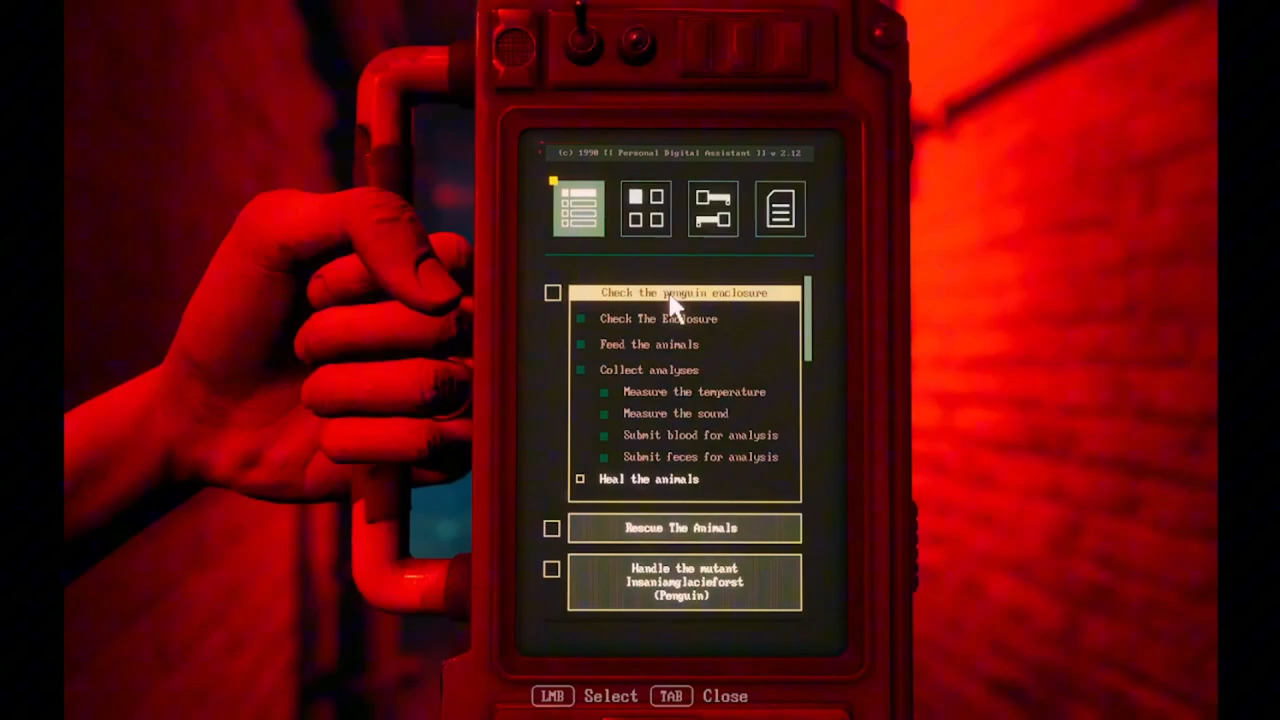 (c) 1990 [[ Personal Digital Assistant ]] v 2.12
Check the penguin enclosure
Check The Enclosure
Feed the animals
Collect analyses
Measure the temperature
Measure the sound
Submit blood for analysis
Submit feces for analysis
Heal the animals
Rescue The Animals
Handle the mutant
Insaniamglacieforst
(Penguin)
LMB Select TAB Close